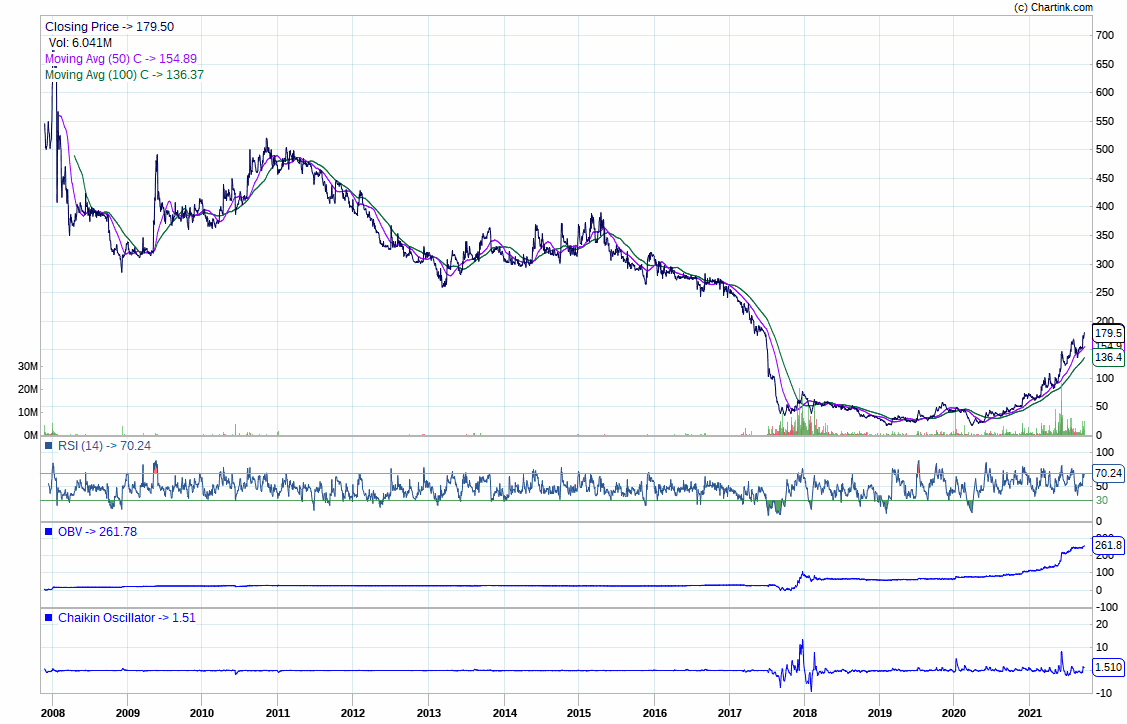 (c) Chartink.com
Closing Price -> 179.50
Vol: 6.041M
Moving Avg (50) C -> 154.89
Moving Avg (100) C -> 136.37
700
650
600
550
500
450
400
350
300
250
200
179.5
154.9
136.4
100
50
0
30M
20M
10M
0M
RSI (14) -> 70.24
100
70.24
50
30
0
OBV -> 261.78
261.8
200
100
0
-100
Chaikin Oscillator -> 1.51
20
10
1.510
-10
2008 2009 2010 2011 2012 2013 2014 2015 2016 2017 2018 2019 2020 2021